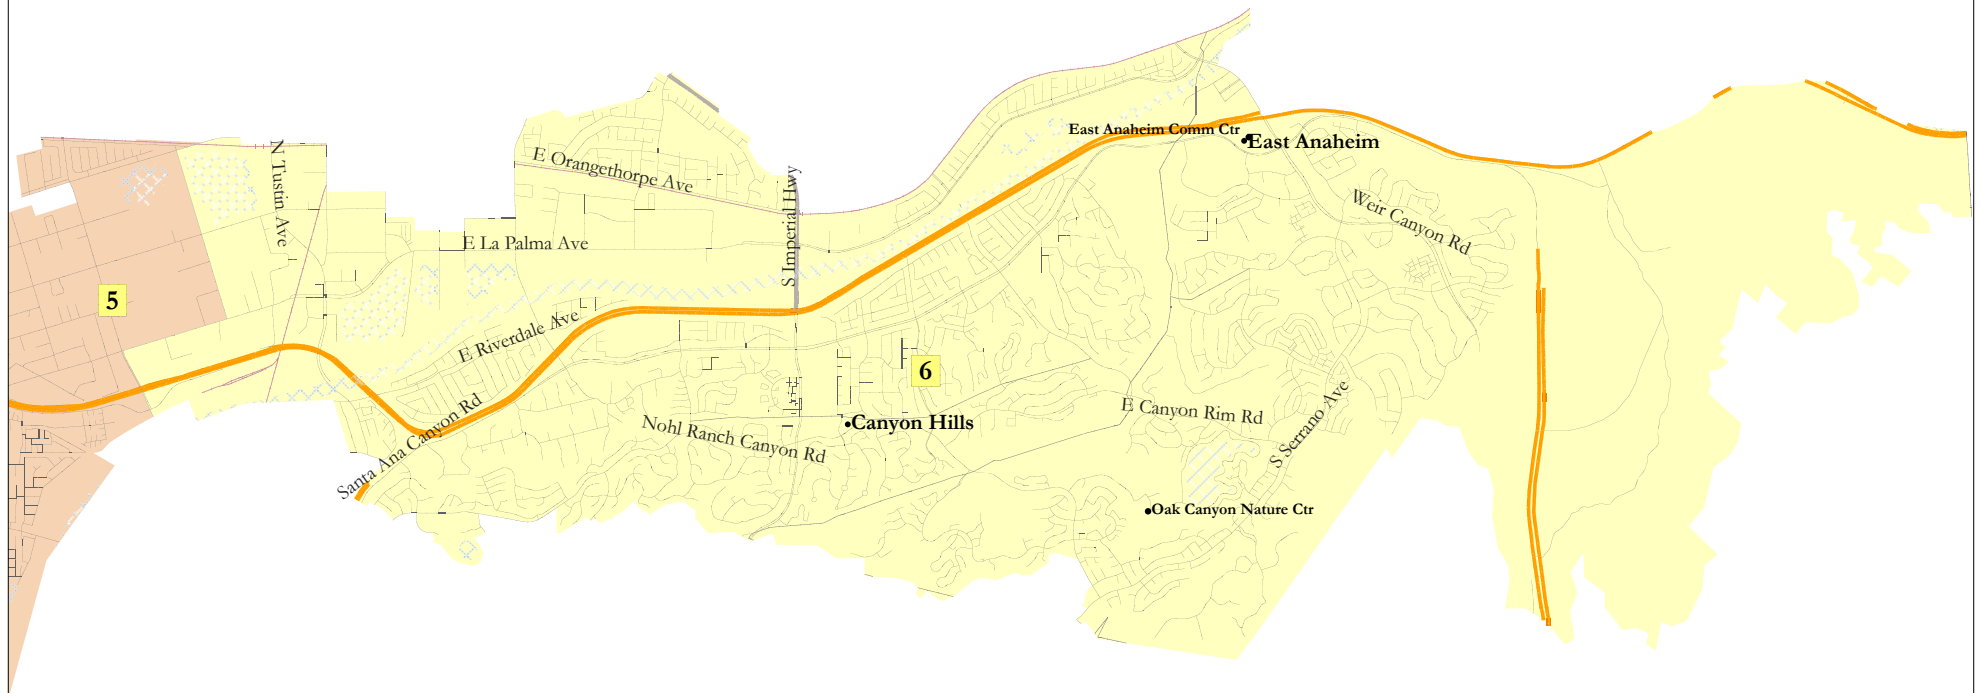 East Anaheim Comm Ctr
East Anaheim
N Tustin Ave
E Orangethorpe Ave
S Imperial Hwy
Weir Canyon Rd
E La Palma Ave
5
E Riverdale Ave
6
Santa Ana Canyon Rd
Nohl Ranch Canyon Rd
Canyon Hills
E Canyon Rim Rd
S Serrano Ave
Oak Canyon Nature Ctr